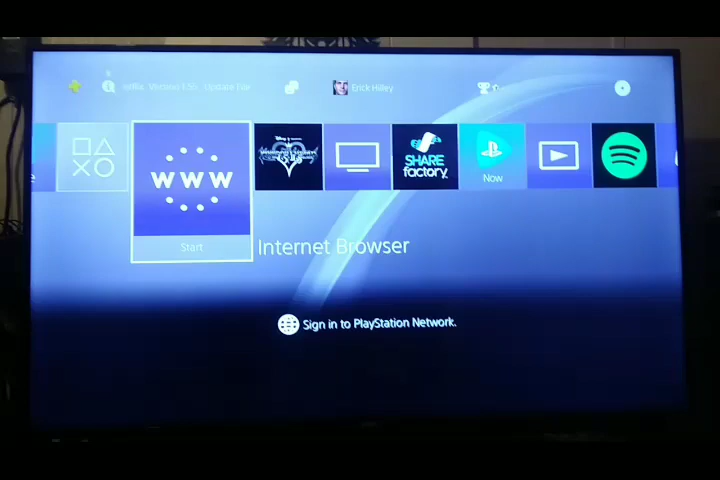 Erick Hilley
WWW
SHARE
factory
Now
Start
Internet Browser
Sign in to PlayStation Network.